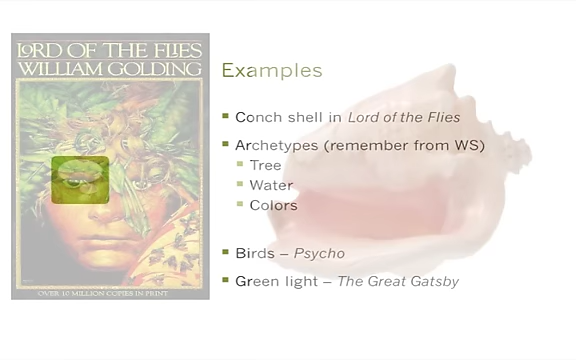 LORD OF THE FLIES
WILLIAM GOLDING
Examples
Conch shell in Lord of the Flies
Archetypes (remember from WS)
Tree
Water
Colors
Birds – Psycho
Green light – The Great Gatsby
OVER 10 MILLION COPIES IN PRINT